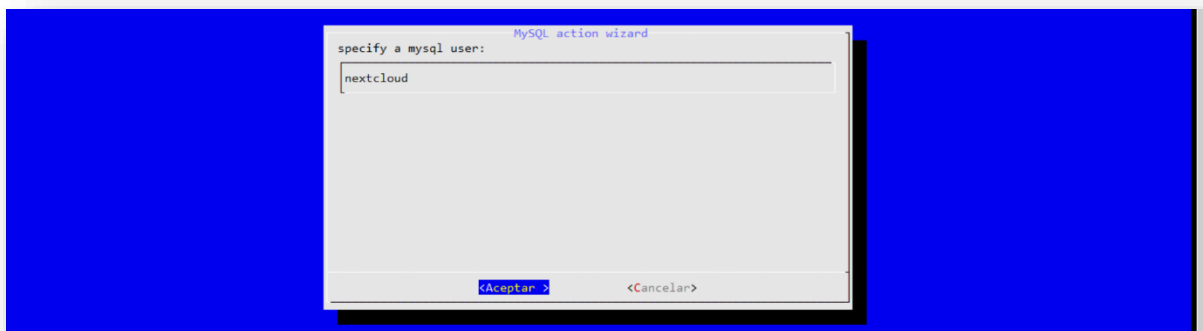 MySQL action wizard
specify a mysql user:
nextcloud
<Aceptar > <Cancelar>